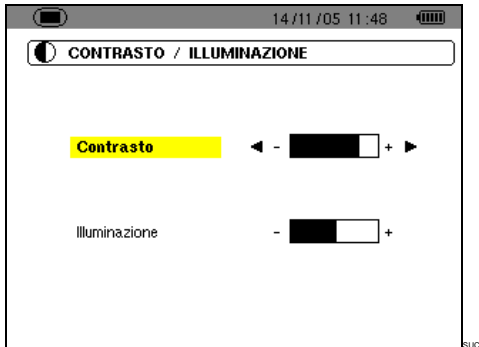 14/11/05 11:48
CONTRASTO / ILLUMINAZIONE
Contrasto - +
Illuminazione - +
suc